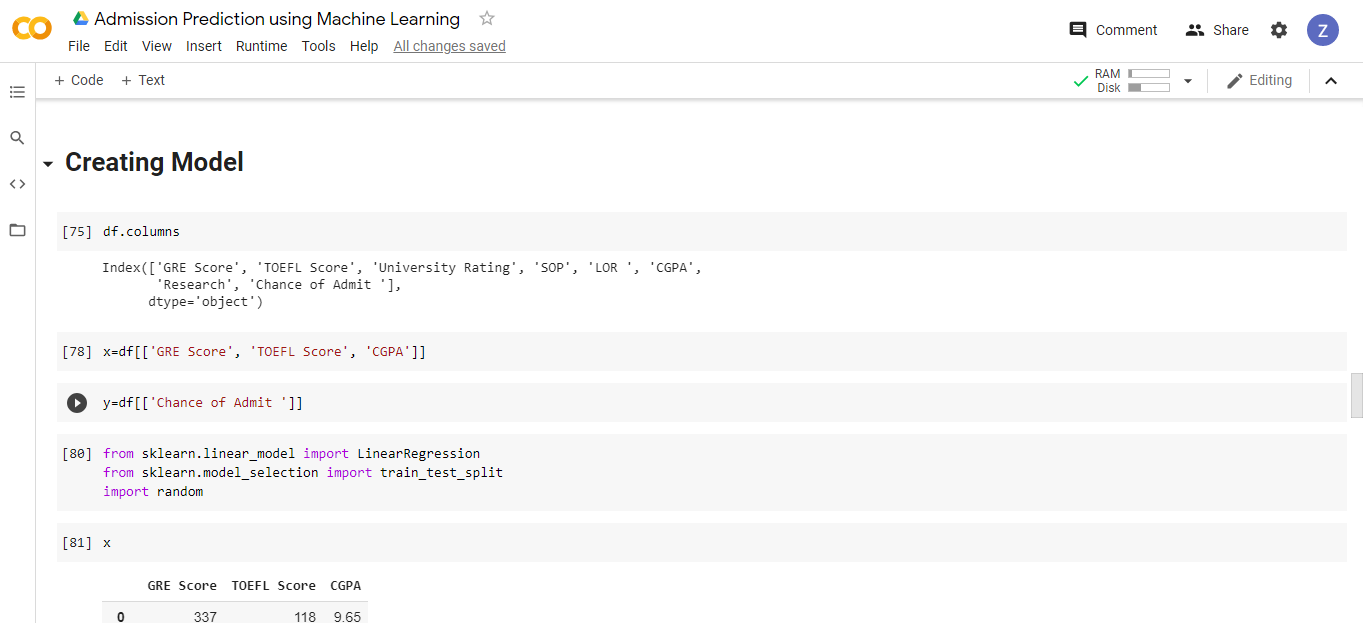 Admission Prediction using Machine Learning
File Edit View Insert Runtime Tools Help All changes saved
Comment Share Z
+ Code + Text
RAM
Disk
Editing
Creating Model
[75] df.columns
Index(['GRE Score', 'TOEFL Score', 'University Rating', 'SOP', 'LOR ', 'CGPA',
'Research', 'Chance of Admit '],
dtype='object')
[78] x=df[['GRE Score', 'TOEFL Score', 'CGPA']]
y=df[['Chance of Admit ']]
[80] from sklearn.linear_model import LinearRegression
from sklearn.model_selection import train_test_split
import random
[81] x
GRE Score TOEFL Score CGPA
0 337 118 9.65